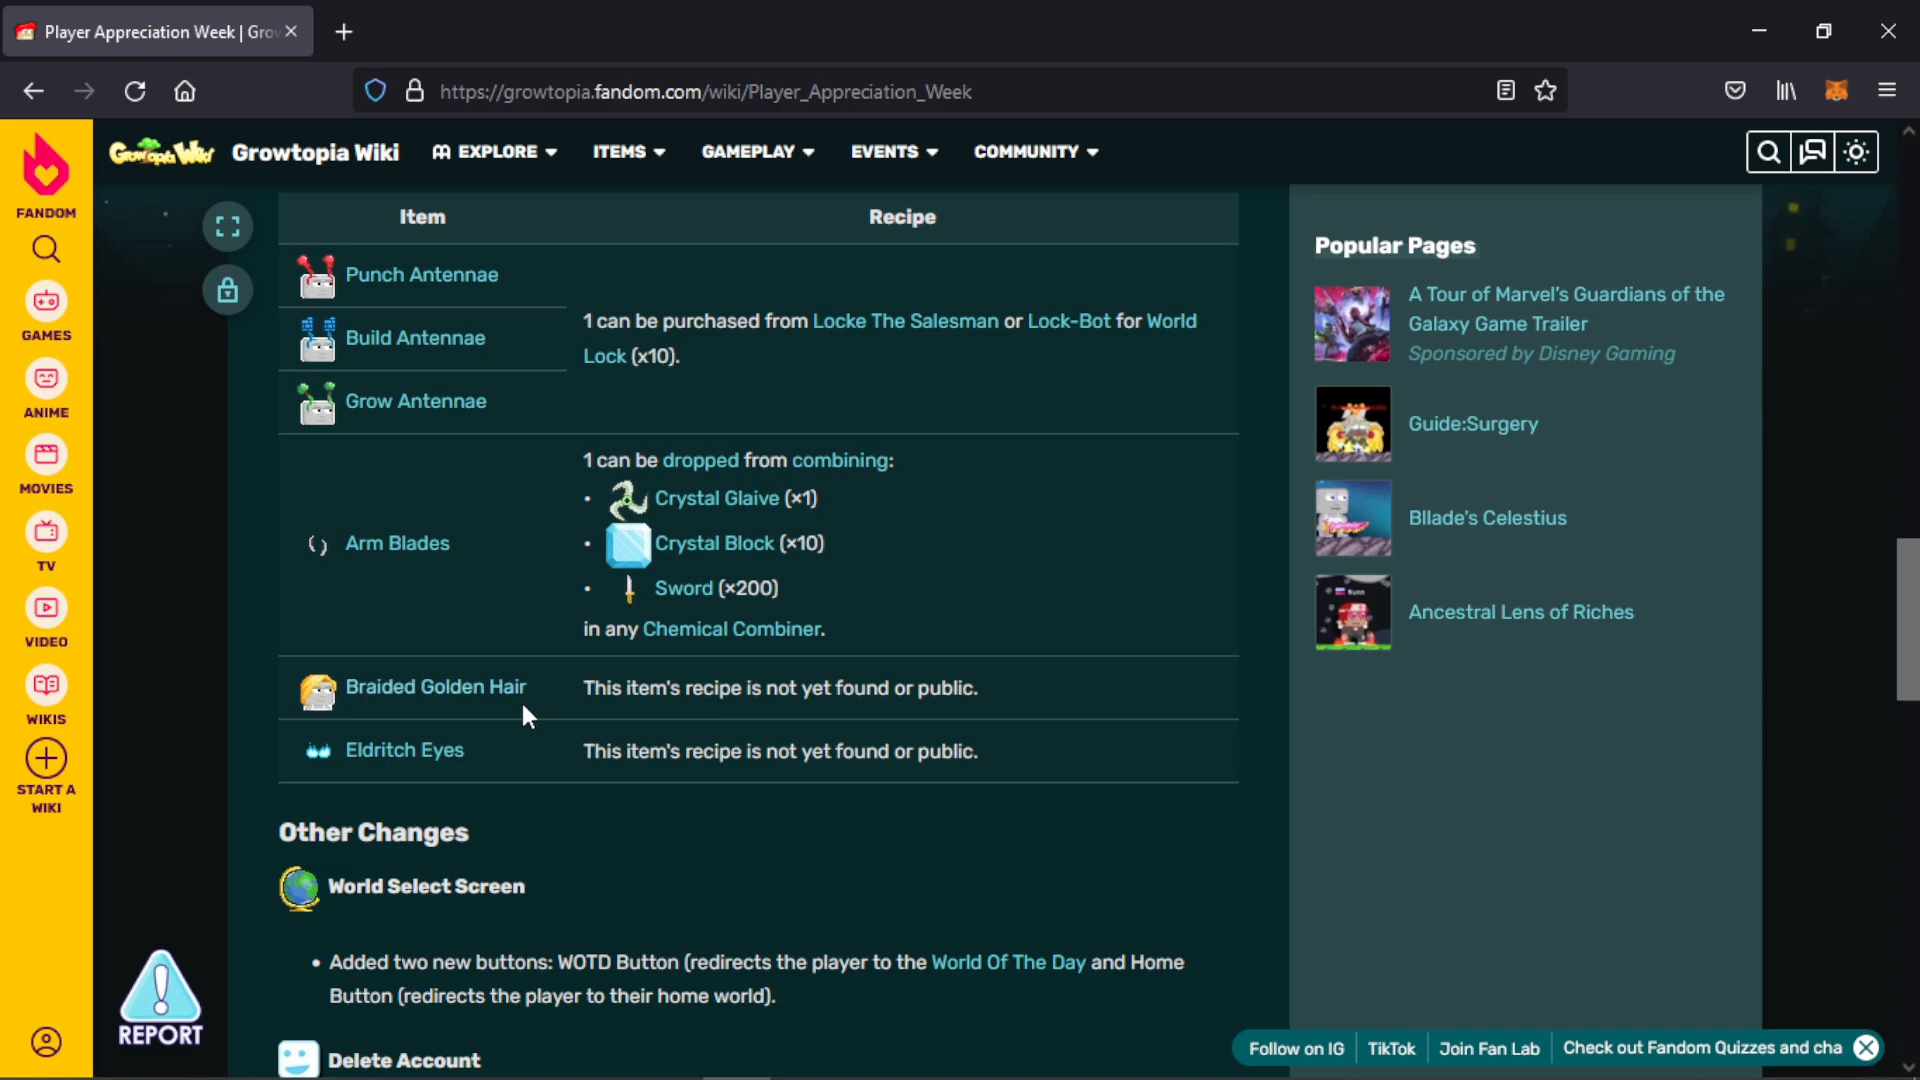 Player Appreciation Week | Gro
https://growtopia.fandom.com/wiki/Player_Appreciation_Week
FANDOM
GAMES
ANIME
MOVIES
TV
VIDEO
WIKIS
START A
WIKI
Growtopia Wiki
Growtopia Wiki
EXPLORE
ITEMS
GAMEPLAY
EVENTS
COMMUNITY
Item
Recipe
Punch Antennae
Build Antennae
Grow Antennae
1 can be purchased from Locke The Salesman or Lock-Bot for World
Lock (x10).
Arm Blades
1 can be dropped from combining:
• Crystal Glaive (×1)
• Crystal Block (×10)
• Sword (×200)
in any Chemical Combiner.
Braided Golden Hair
This item's recipe is not yet found or public.
Eldritch Eyes
This item's recipe is not yet found or public.
Other Changes
World Select Screen
• Added two new buttons: WOTD Button (redirects the player to the World Of The Day and Home
Button (redirects the player to their home world).
Delete Account
REPORT
Popular Pages
A Tour of Marvel's Guardians of the
Galaxy Game Trailer
Sponsored by Disney Gaming
Guide:Surgery
Bllade's Celestius
Ancestral Lens of Riches
Follow on IG
TikTok
Join Fan Lab
Check out Fandom Quizzes and cha